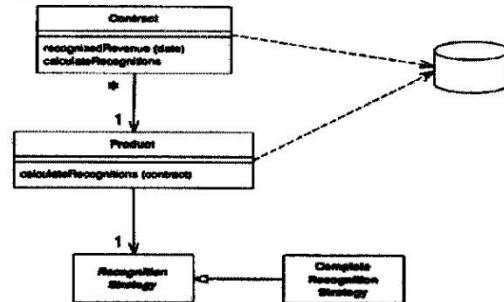 Contract
recognizedRevenue (date)
calculateRecognitions
*
1
Product
calculateRecognitions (contract)
1
Recognition
Strategy
Complete
Recognition
Strategy